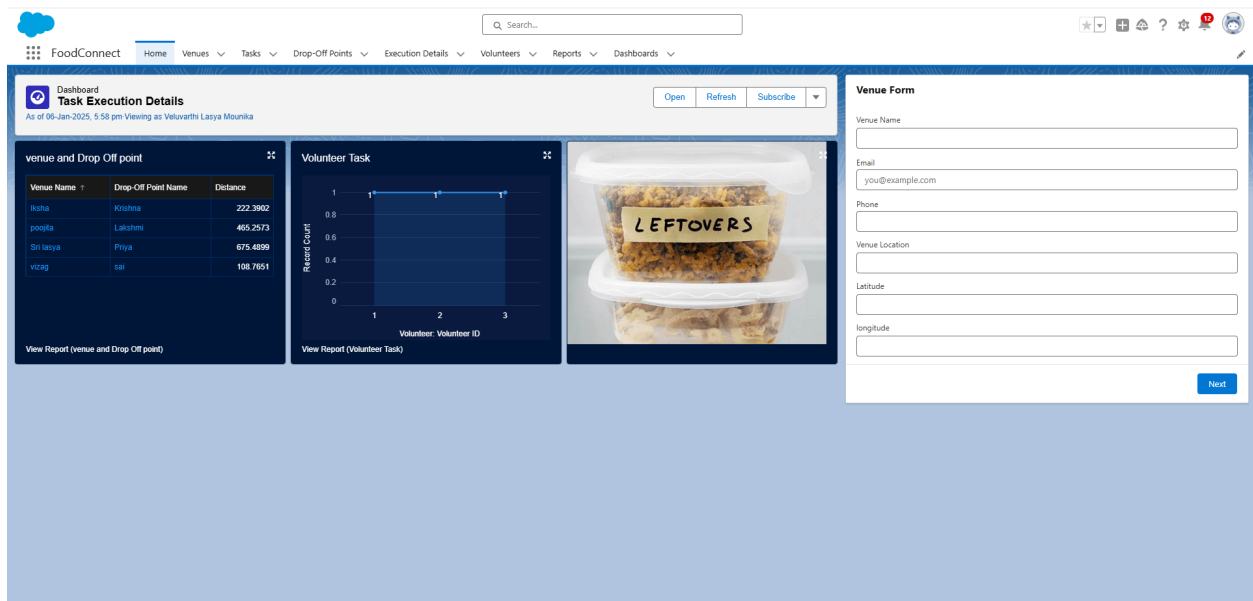 Search...
12
FoodConnect Home Venues Tasks Drop-Off Points Execution Details Volunteers Reports Dashboards
Dashboard
Task Execution Details
As of 06-Jan-2025, 5:58 pm·Viewing as Veluvarthi Lasya Mounika
Open Refresh Subscribe
venue and Drop Off point
Venue Name ↑ Drop-Off Point Name Distance
Iksha Krishna 222.3902
poojita Lakshmi 465.2573
Sri lasya Priya 675.4899
vizag sai 108.7651
View Report (venue and Drop Off point)
Volunteer Task
Record Count
1
0.8
0.6
0.4
0.2
0
1 1 1
1 2 3
Volunteer: Volunteer ID
View Report (Volunteer Task)
LEFTOVERS
Venue Form
Venue Name
Email
you@example.com
Phone
Venue Location
Latitude
longitude
Next